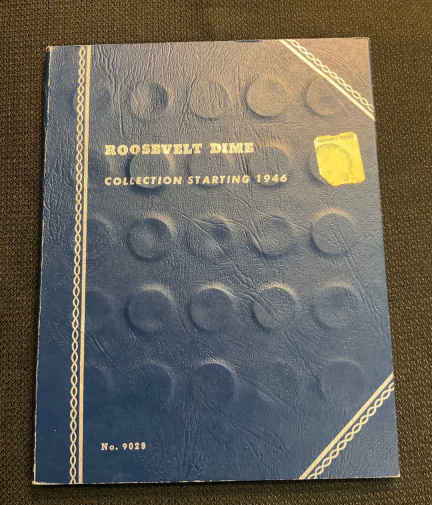 ROOSEVELT DIME
COLLECTION STARTING 1946
No. 9028